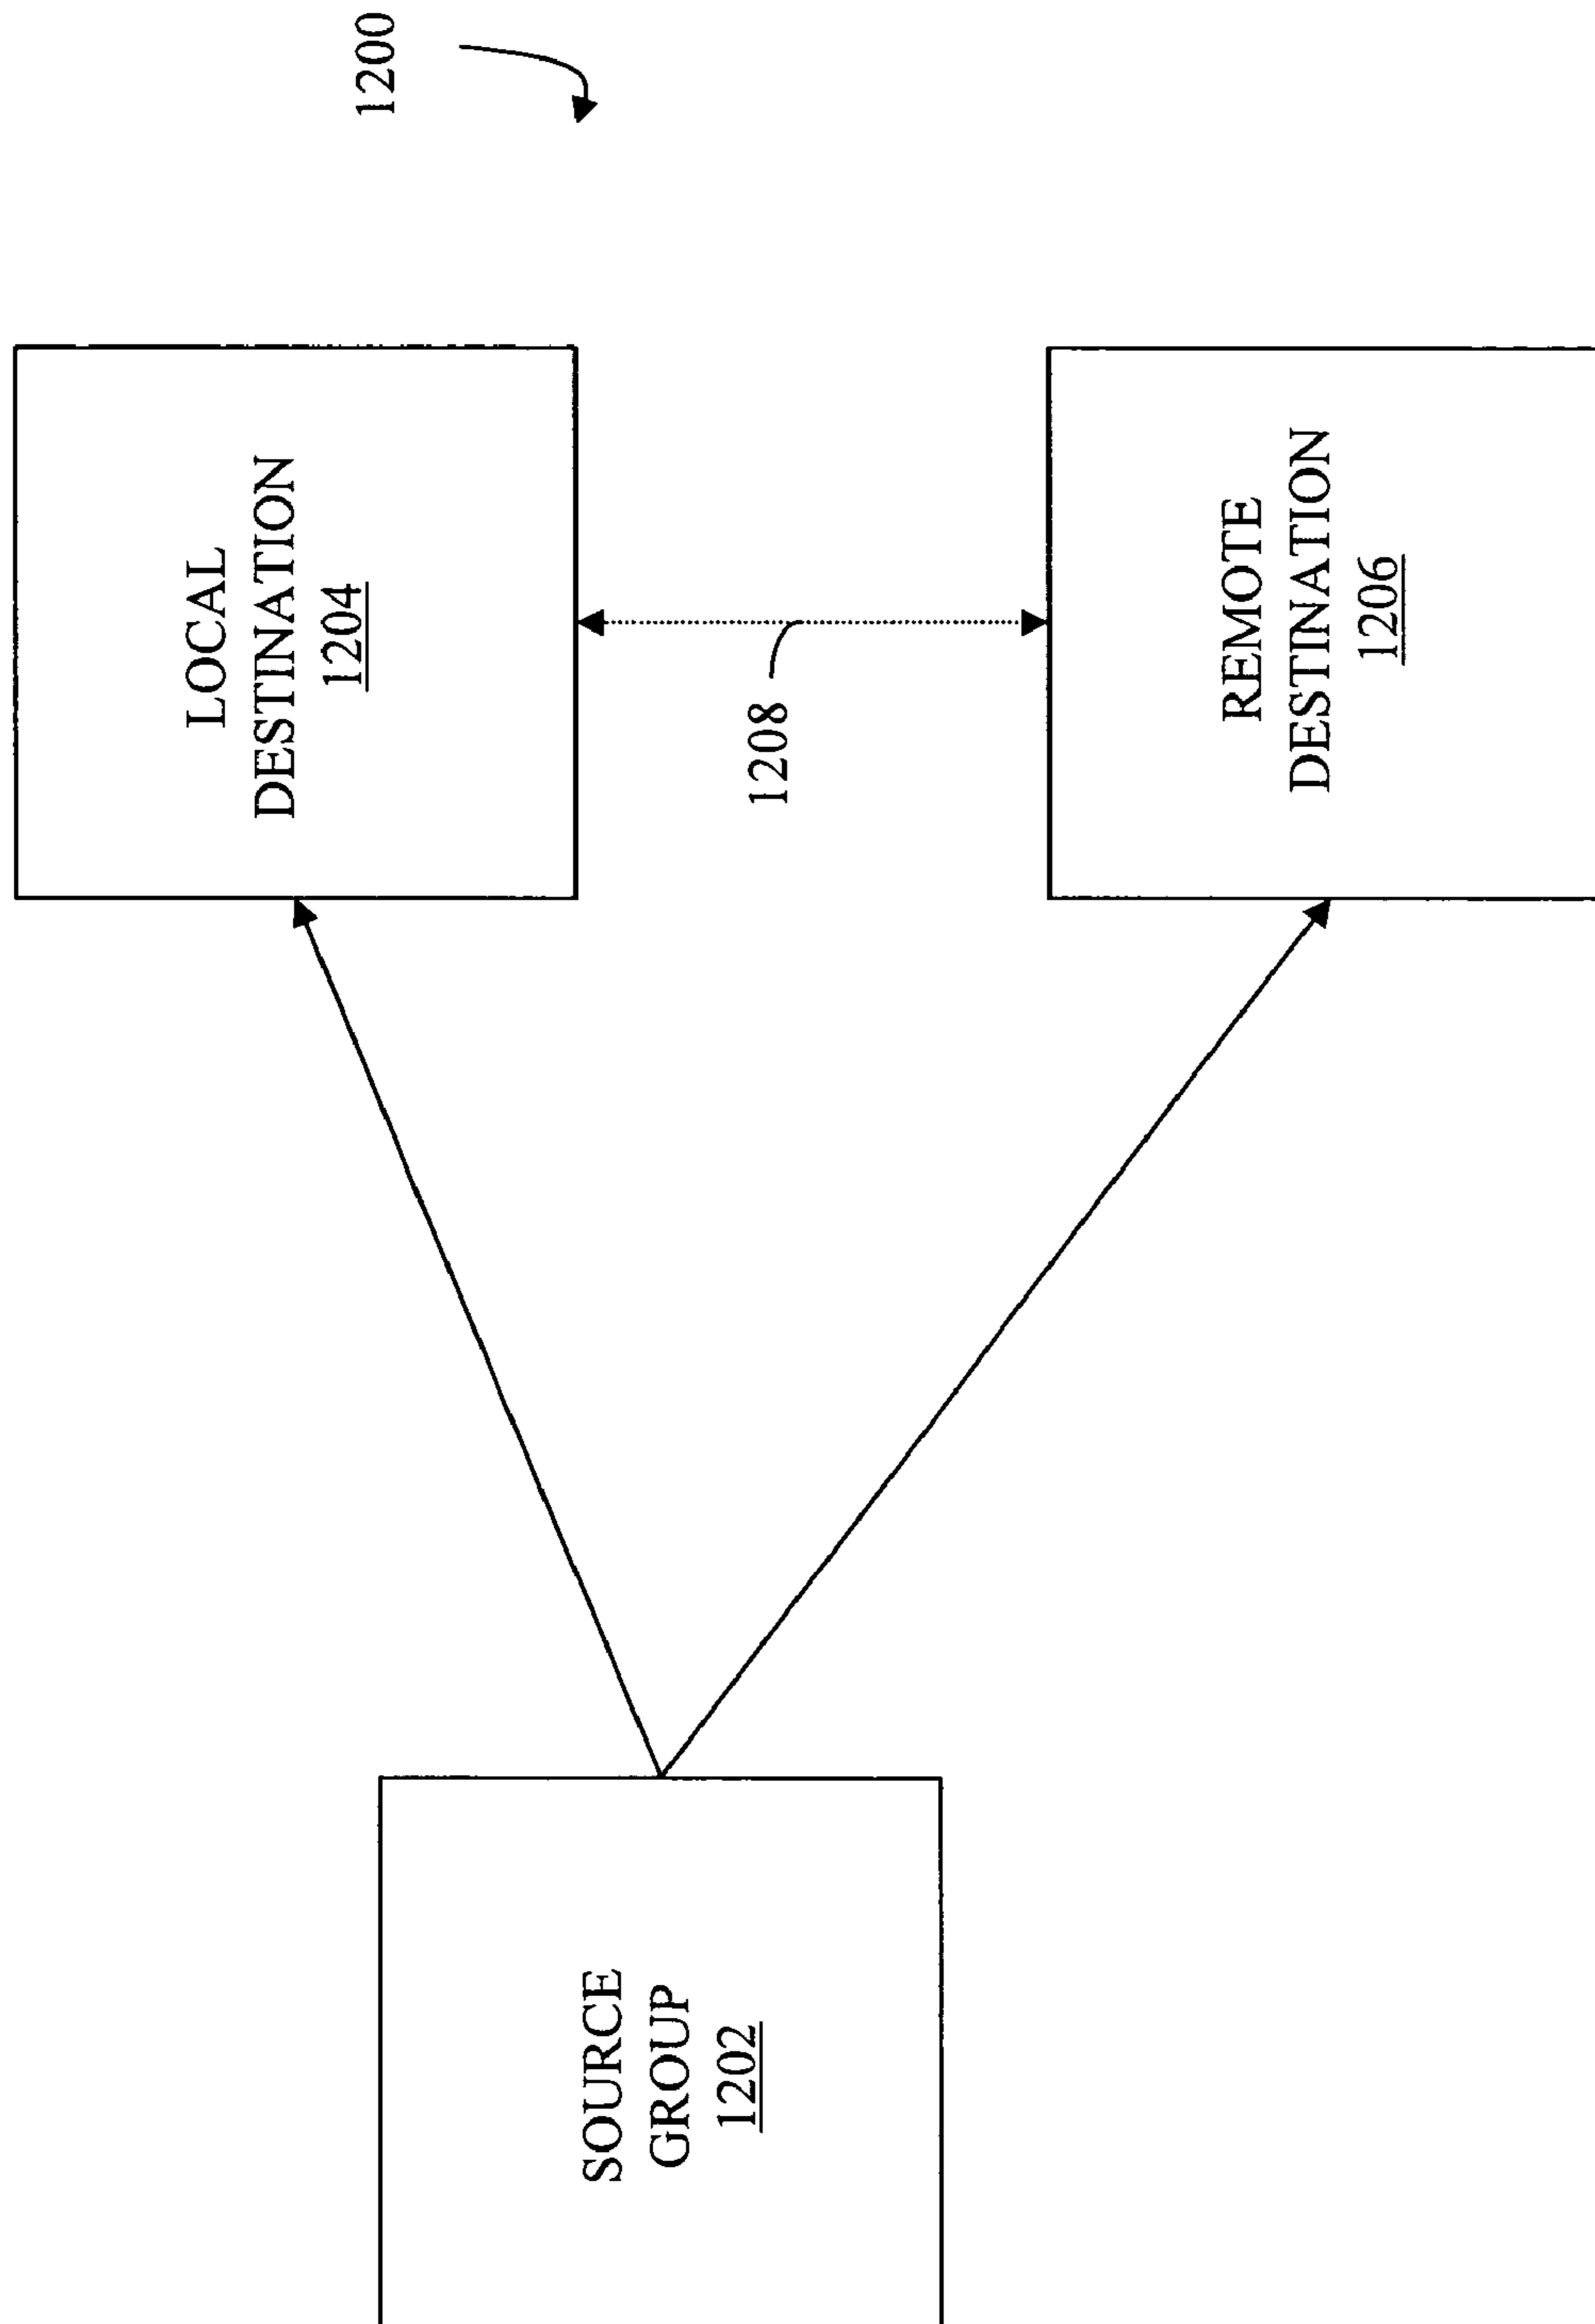 1200
LOCAL
DESTINATION
1204
1208
REMOTE
DESTINATION
1206
SOURCE
GROUP
1202